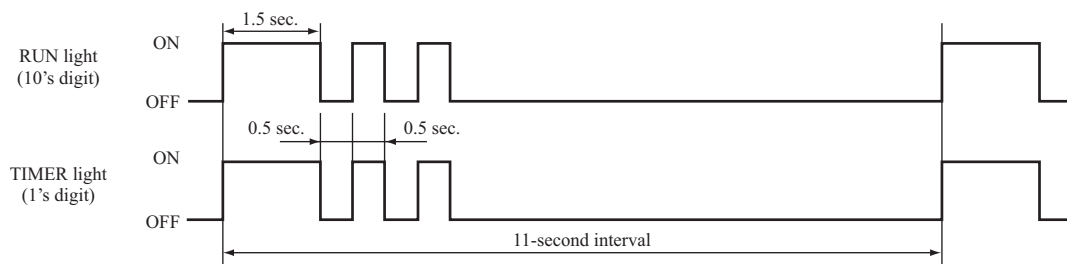 1.5 sec.
ON
RUN light
(10’s digit)
OFF
0.5 sec.
0.5 sec.
ON
TIMER light
(1’s digit)
OFF
11-second interval